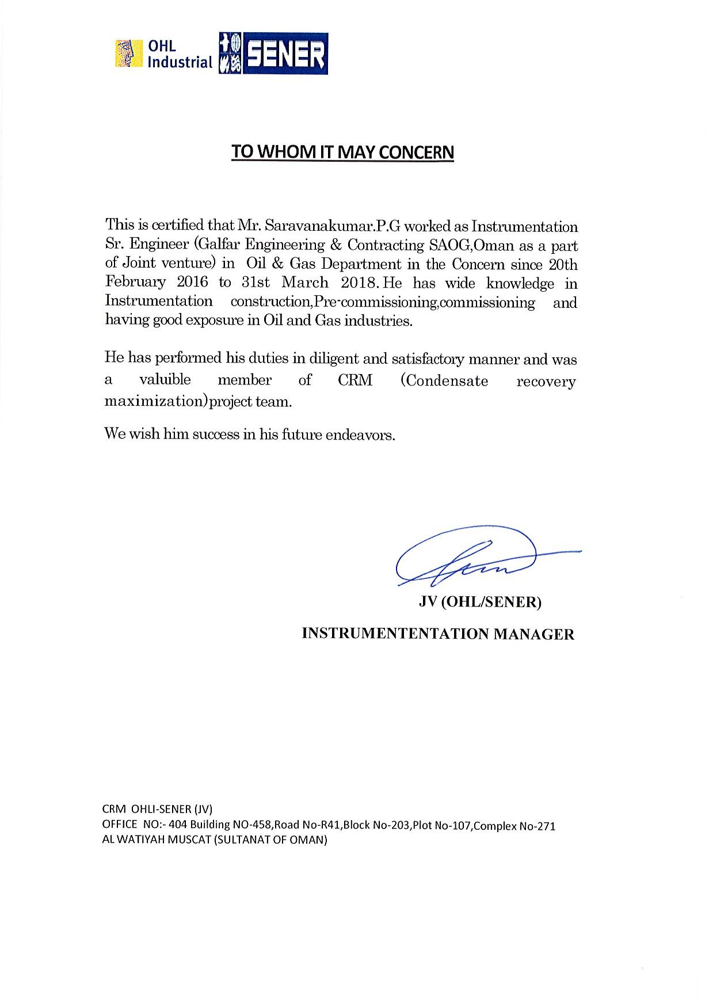 OHL
Industrial
SENER
TO WHOM IT MAY CONCERN
This is certified that Mr. Saravanakumar.P.G worked as Instrumentation
Sr. Engineer (Galfar Engineering & Contracting SAOG,Oman as a part
of Joint venture) in Oil & Gas Department in the Concern since 20th
February 2016 to 31st March 2018. He has wide knowledge in
Instrumentation construction,Pre-commissioning,commissioning and
having good exposure in Oil and Gas industries.
He has performed his duties in diligent and satisfactory manner and was
a valuible member of CRM (Condensate recovery
maximization)project team.
We wish him success in his future endeavors.
JV (OHL/SENER)
INSTRUMENTENTATION MANAGER
CRM OHLI-SENER (JV)
OFFICE NO:- 404 Building NO-458,Road No-R41,Block No-203,Plot No-107,Complex No-271
AL WATIYAH MUSCAT (SULTANAT OF OMAN)